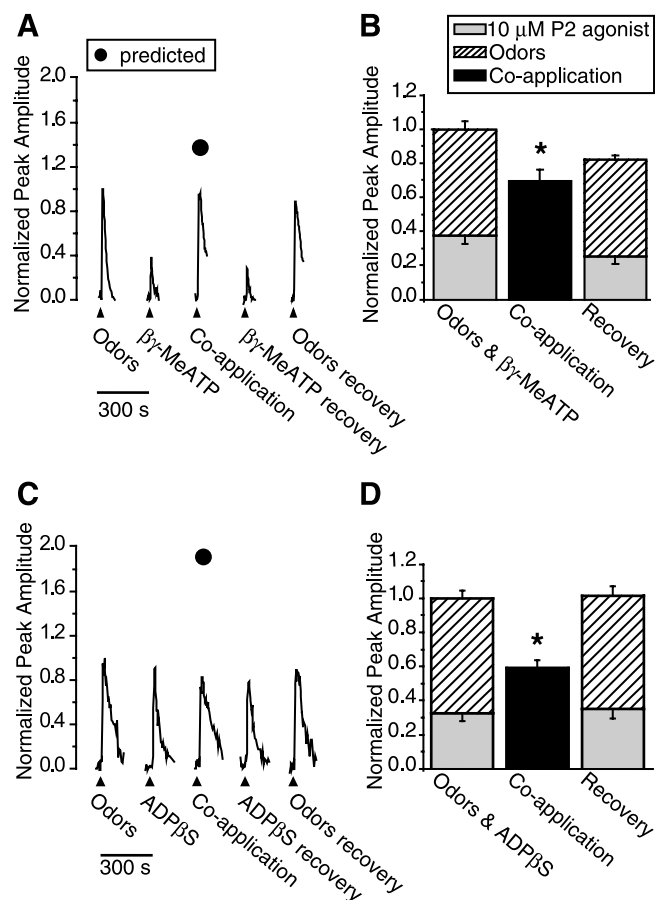 A
predicted
Normalized Peak Amplitude
2.0
1.6
1.2
0.8
0.4
0.0
Odors
βγ-MeATP
Co-application
βγ-MeATP recovery
Odors recovery
300 s
B
10 μM P2 agonist
Odors
Co-application
Normalized Peak Amplitude
1.2
1.0
0.8
0.6
0.4
0.2
0.0
*
Odors & βγ-MeATP
Co-application
Recovery
C
Normalized Peak Amplitude
2.0
1.6
1.2
0.8
0.4
0.0
Odors
ADPβS
Co-application
ADPβS recovery
Odors recovery
300 s
D
Normalized Peak Amplitude
1.2
1.0
0.8
0.6
0.4
0.2
0.0
*
Odors & ADPβS
Co-application
Recovery